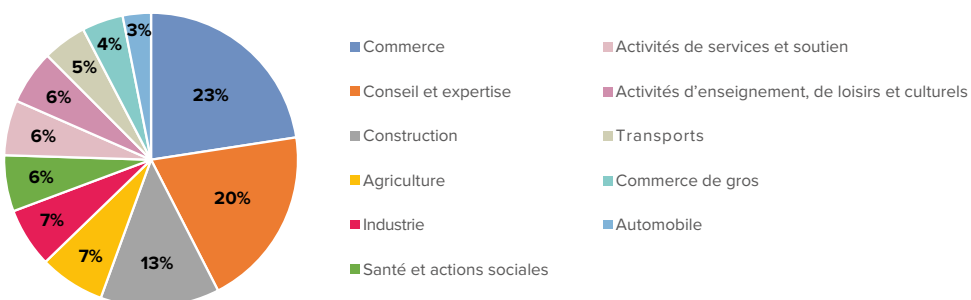 3%
4%
5%
6%
6%
6%
7%
7%
13%
20%
23%
Commerce
Conseil et expertise
Construction
Agriculture
Industrie
Santé et actions sociales
Activités de services et soutien
Activités d’enseignement, de loisirs et culturels
Transports
Commerce de gros
Automobile